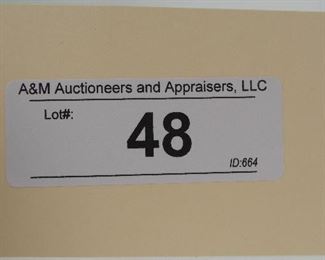 A&M Auctioneers and Appraisers, LLC
Lot#:
48
ID:664